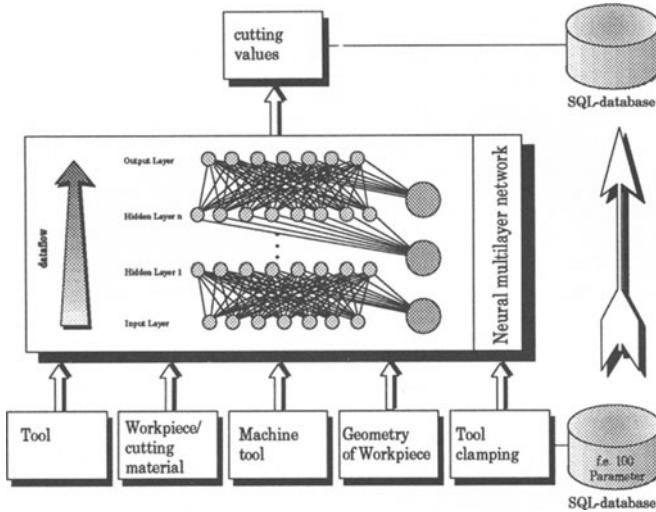 cutting
values
SQL-database
Output Layer
Hidden Layer n
dataflow
Hidden Layer 1
Input Layer
Neural multilayer network
Tool
Workpiece/
cutting
material
Machine
tool
Geometry
of Workpiece
Tool
clamping
f.e. 100
Parameter
SQL-database